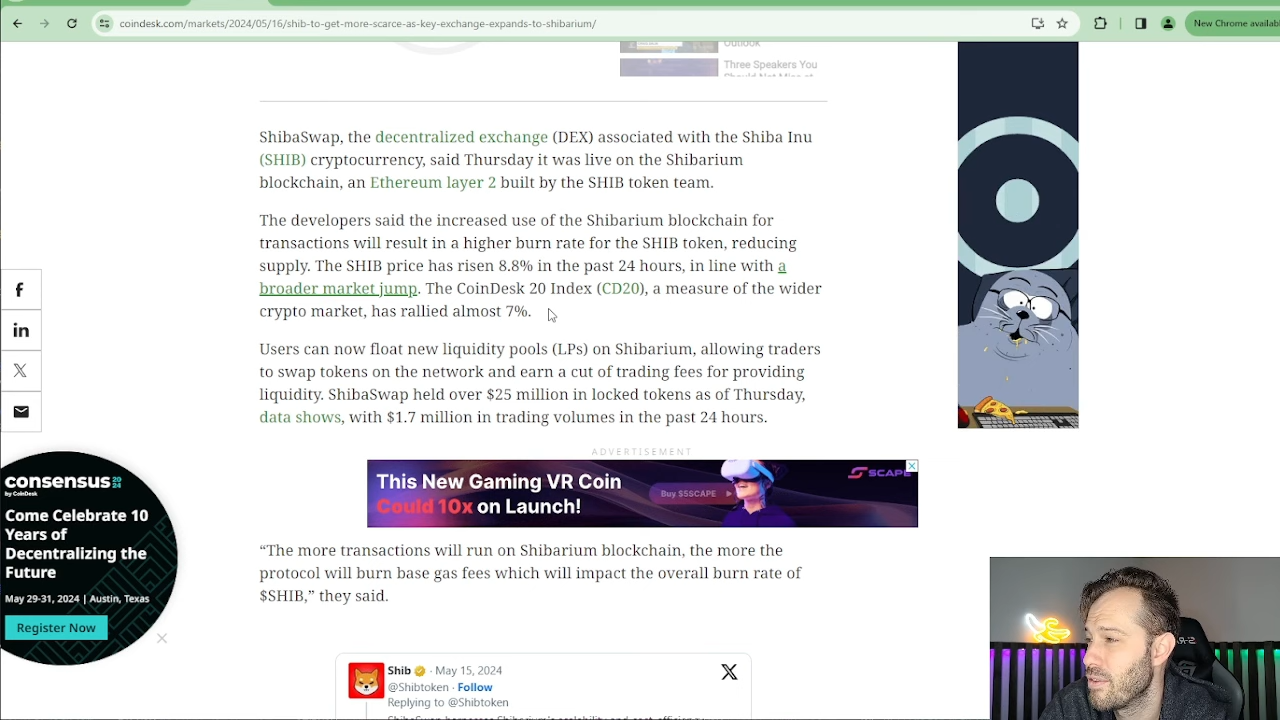 coindesk.com/markets/2024/05/16/shib-to-get-more-scarce-as-key-exchange-expands-to-shibarium/
New Chrome availab
Outlook
Three Speakers You
Should Not Miss at
ShibaSwap, the decentralized exchange (DEX) associated with the Shiba Inu
(SHIB) cryptocurrency, said Thursday it was live on the Shibarium
blockchain, an Ethereum layer 2 built by the SHIB token team.
The developers said the increased use of the Shibarium blockchain for
transactions will result in a higher burn rate for the SHIB token, reducing
supply. The SHIB price has risen 8.8% in the past 24 hours, in line with a
broader market jump. The CoinDesk 20 Index (CD20), a measure of the wider
crypto market, has rallied almost 7%.
Users can now float new liquidity pools (LPs) on Shibarium, allowing traders
to swap tokens on the network and earn a cut of trading fees for providing
liquidity. ShibaSwap held over $25 million in locked tokens as of Thursday,
data shows, with $1.7 million in trading volumes in the past 24 hours.
ADVERTISEMENT
This New Gaming VR Coin
Could 10x on Launch!
Buy $5SCAPE
SCAPE
consensus 20 24
by CoinDesk
Come Celebrate 10
Years of
Decentralizing the
Future
May 29-31, 2024 | Austin, Texas
Register Now
“The more transactions will run on Shibarium blockchain, the more the
protocol will burn base gas fees which will impact the overall burn rate of
$SHIB,” they said.
Shib · May 15, 2024
@Shibtoken · Follow
Replying to @Shibtoken